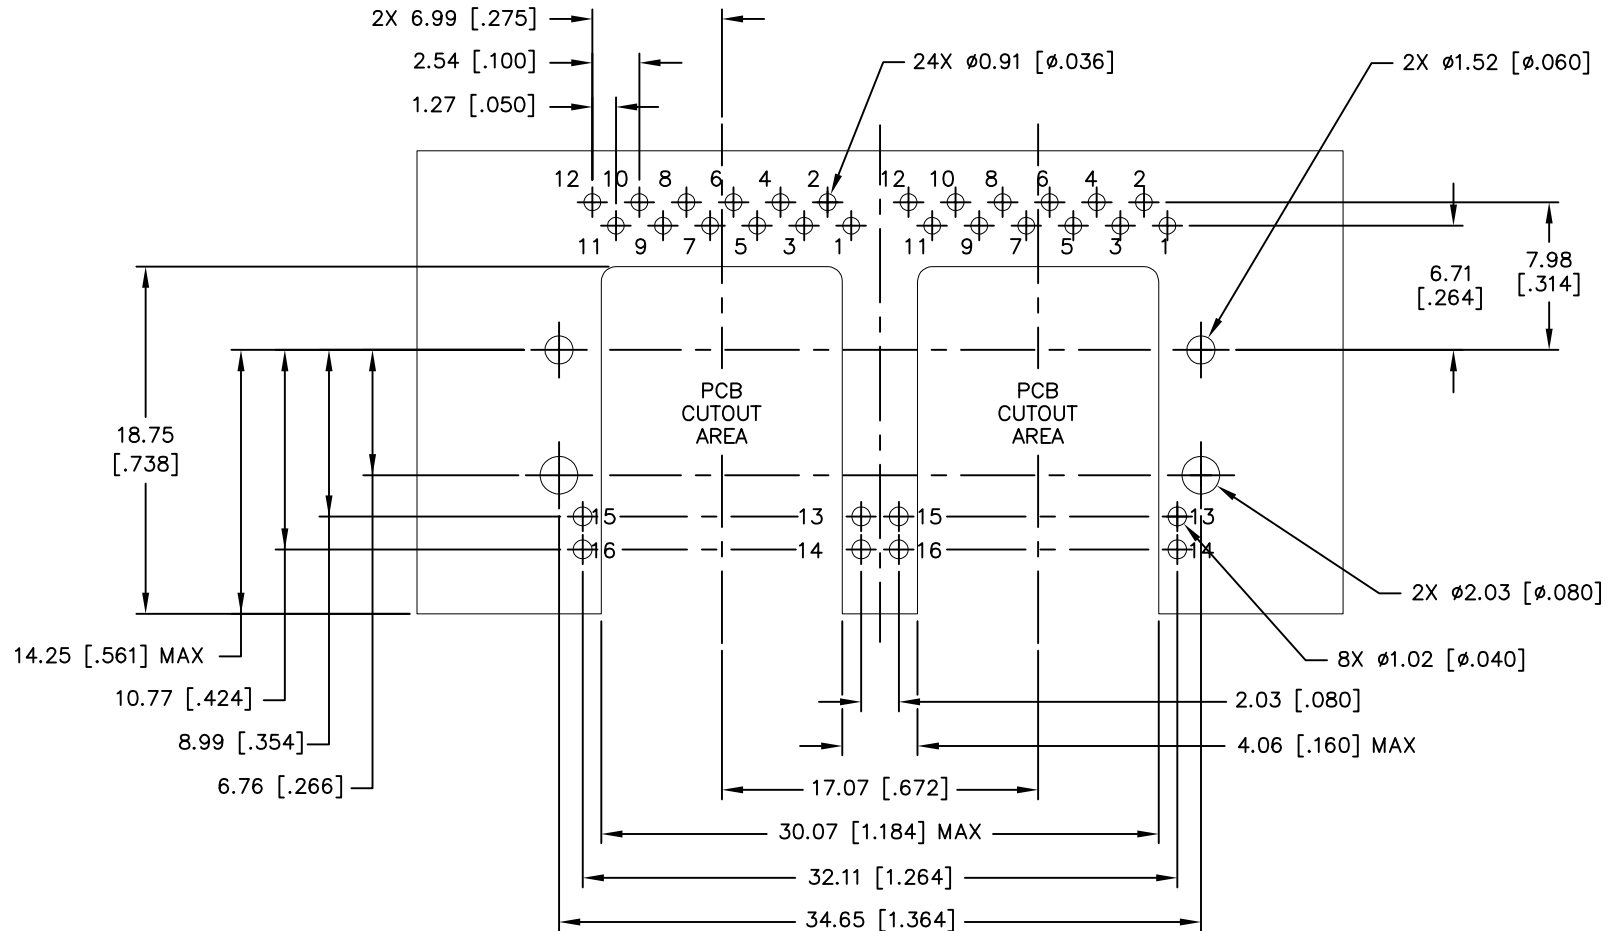 2X 6.99 [.275]
2.54 [.100]
1.27 [.050]
24X ø0.91 [ø.036]
2X ø1.52 [ø.060]
12 10 8 6 4 2 12 10 8 6 4 2
11 9 7 5 3 1 11 9 7 5 3 1
7.98
[.314]
6.71
[.264]
PCB
CUTOUT
AREA
PCB
CUTOUT
AREA
18.75
[.738]
15 13 15 13
16 14 16 14
2X ø2.03 [ø.080]
14.25 [.561] MAX
8X ø1.02 [ø.040]
10.77 [.424]
2.03 [.080]
8.99 [.354]
4.06 [.160] MAX
6.76 [.266]
17.07 [.672]
30.07 [1.184] MAX
32.11 [1.264]
34.65 [1.364]